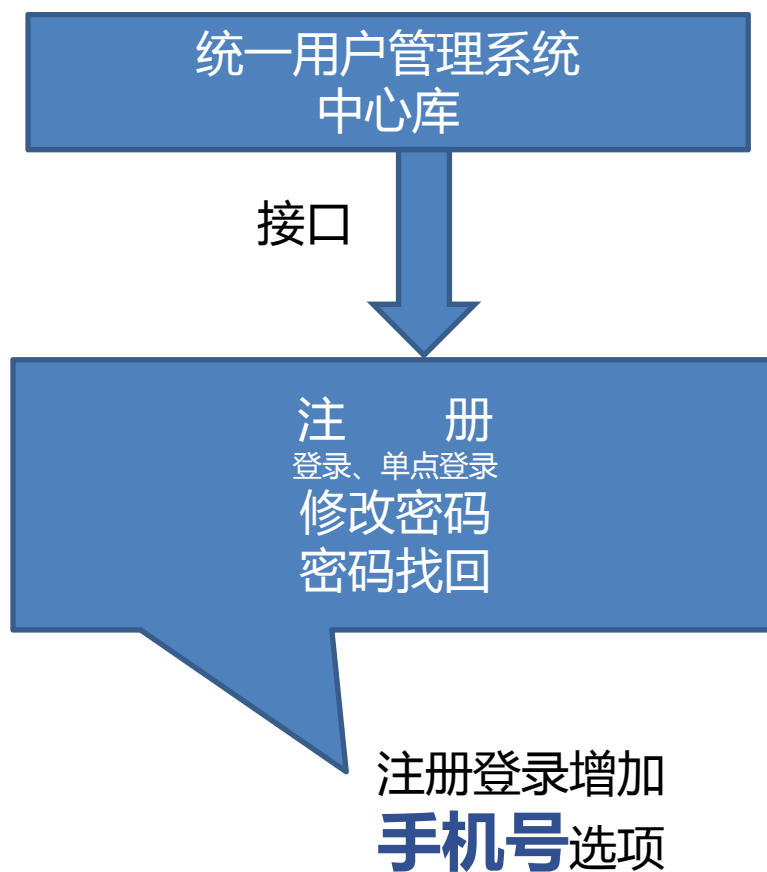 统一用户管理系统
中心库
接口
注　　册
登录、单点登录
修改密码
密码找回
注册登录增加
手机号选项